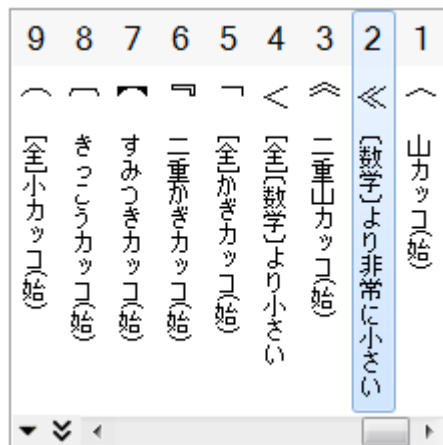 1 ︿ 山カッコ(始)
2 ≪ [数学]より非常に小さい
3 ︽ 二重山カッコ(始)
4 < [全][数学]より小さい
5 ﹁ [全]かぎカッコ(始)
6 ﹃ 二重かぎカッコ(始)
7 ︻ すみつきカッコ(始)
8 ︹ きっこうカッコ(始)
9 ︵ [全]小カッコ(始)